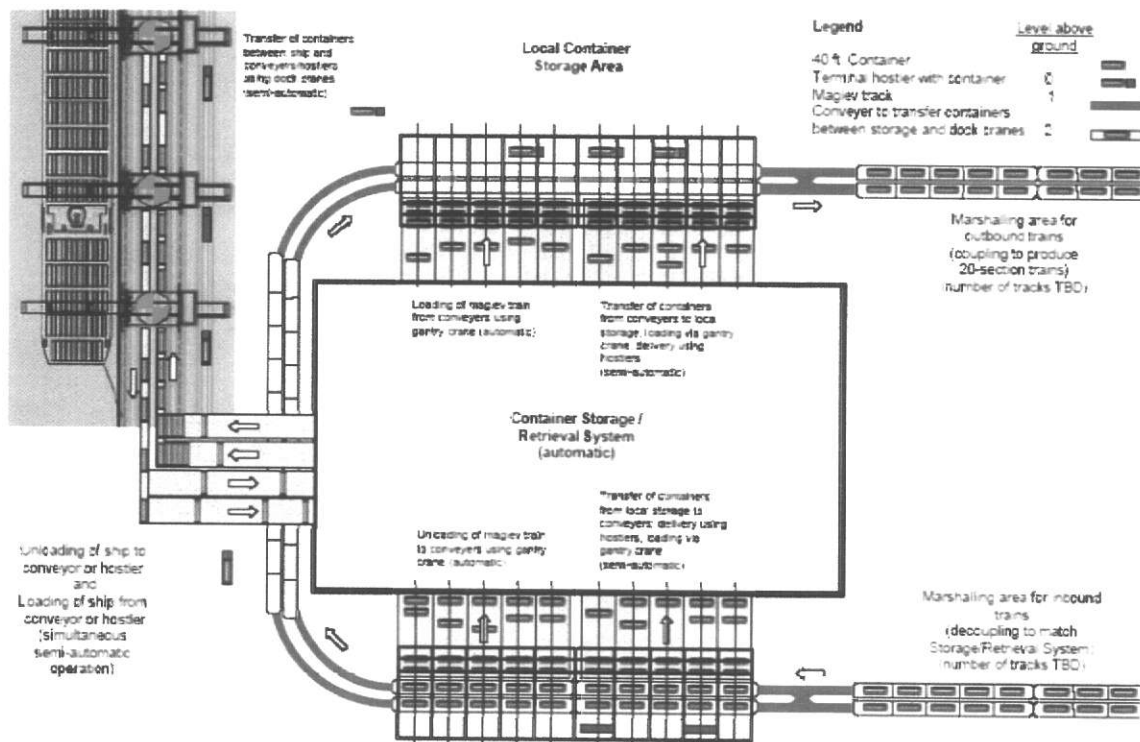 Transfer of containers
between ship and
conveyers/hostlers
using dock cranes
(semi-automatic)
Local Container
Storage Area
Legend
Level above
ground
40 ft. Container
Terminal hostler with container 0
Maglev track 1
Conveyer to transfer containers
between storage and dock cranes 2
Marshalling area for
outbound trains
(coupling to produce
20-section trains)
(number of tracks TBD)
Loading of maglev train
from conveyers using
gantry crane (automatic)
Transfer of containers
from conveyers to local
storage, loading via gantry
crane, delivery using
hostlers
(semi-automatic)
Container Storage /
Retrieval System
(automatic)
Unloading of maglev train
to conveyers using gantry
crane (automatic)
Transfer of containers
from local storage to
conveyers; delivery using
hostlers, loading via
gantry crane
(semi-automatic)
Unloading of ship to
conveyor or hostler
and
Loading of ship from
conveyor or hostler
(simultaneous
semi-automatic
operation)
Marshalling area for inbound
trains
(decoupling to match
Storage/Retrieval System)
(number of tracks TBD)